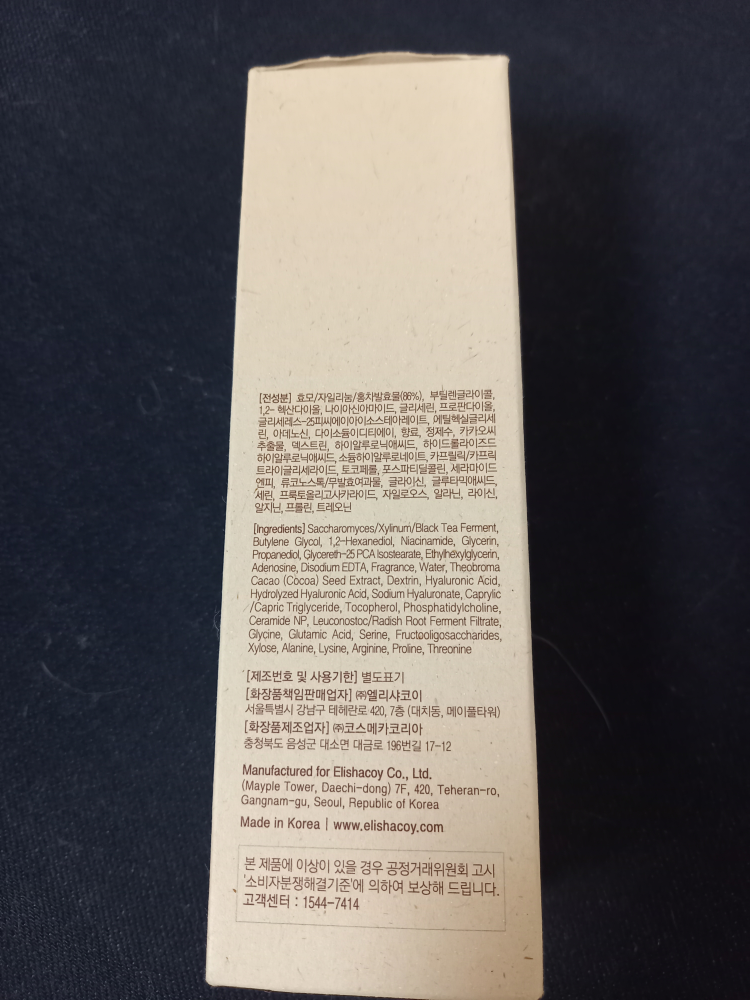 [전성분] 효모/자일리눔/홍차발효물(86%), 부틸렌글라이콜,
1,2- 헥산다이올, 나이아신아마이드, 글리세린, 프로판다이올,
글리세레스-25피씨에이아이소스테아레이트, 에틸헥실글리세
린, 아데노신, 다이소듐이디티에이, 향료, 정제수, 카카오씨
추출물, 덱스트린, 하이알루로닉애씨드, 하이드롤라이즈드
하이알루로닉애씨드, 소듐하이알루로네이트, 카프릴릭/카프릭
트라이글리세라이드, 토코페롤, 포스파티딜콜린, 세라마이드
엔피, 류코노스톡/무발효여과물, 글라이신, 글루타믹애씨드,
세린, 프룩토올리고사카라이드, 자일로오스, 알라닌, 라이신,
알지닌, 프롤린, 트레오닌
[Ingredients] Saccharomyces/Xylinum/Black Tea Ferment,
Butylene Glycol, 1,2-Hexanediol, Niacinamide, Glycerin,
Propanediol, Glycereth-25 PCA Isostearate, Ethylhexylglycerin,
Adenosine, Disodium EDTA, Fragrance, Water, Theobroma
Cacao (Cocoa) Seed Extract, Dextrin, Hyaluronic Acid,
Hydrolyzed Hyaluronic Acid, Sodium Hyaluronate, Caprylic
/Capric Triglyceride, Tocopherol, Phosphatidylcholine,
Ceramide NP, Leuconostoc/Radish Root Ferment Filtrate,
Glycine, Glutamic Acid, Serine, Fructooligosaccharides,
Xylose, Alanine, Lysine, Arginine, Proline, Threonine
[제조번호 및 사용기한] 별도표기
[화장품책임판매업자] ㈜엘리샤코이
서울특별시 강남구 테헤란로 420, 7층 (대치동, 메이플타워)
[화장품제조업자] ㈜코스메카코리아
충청북도 음성군 대소면 대금로 196번길 17-12
Manufactured for Elishacoy Co., Ltd.
(Mayple Tower, Daechi-dong) 7F, 420, Teheran-ro,
Gangnam-gu, Seoul, Republic of Korea
Made in Korea | www.elishacoy.com
본 제품에 이상이 있을 경우 공정거래위원회 고시
'소비자분쟁해결기준'에 의하여 보상해 드립니다.
고객센터 : 1544-7414